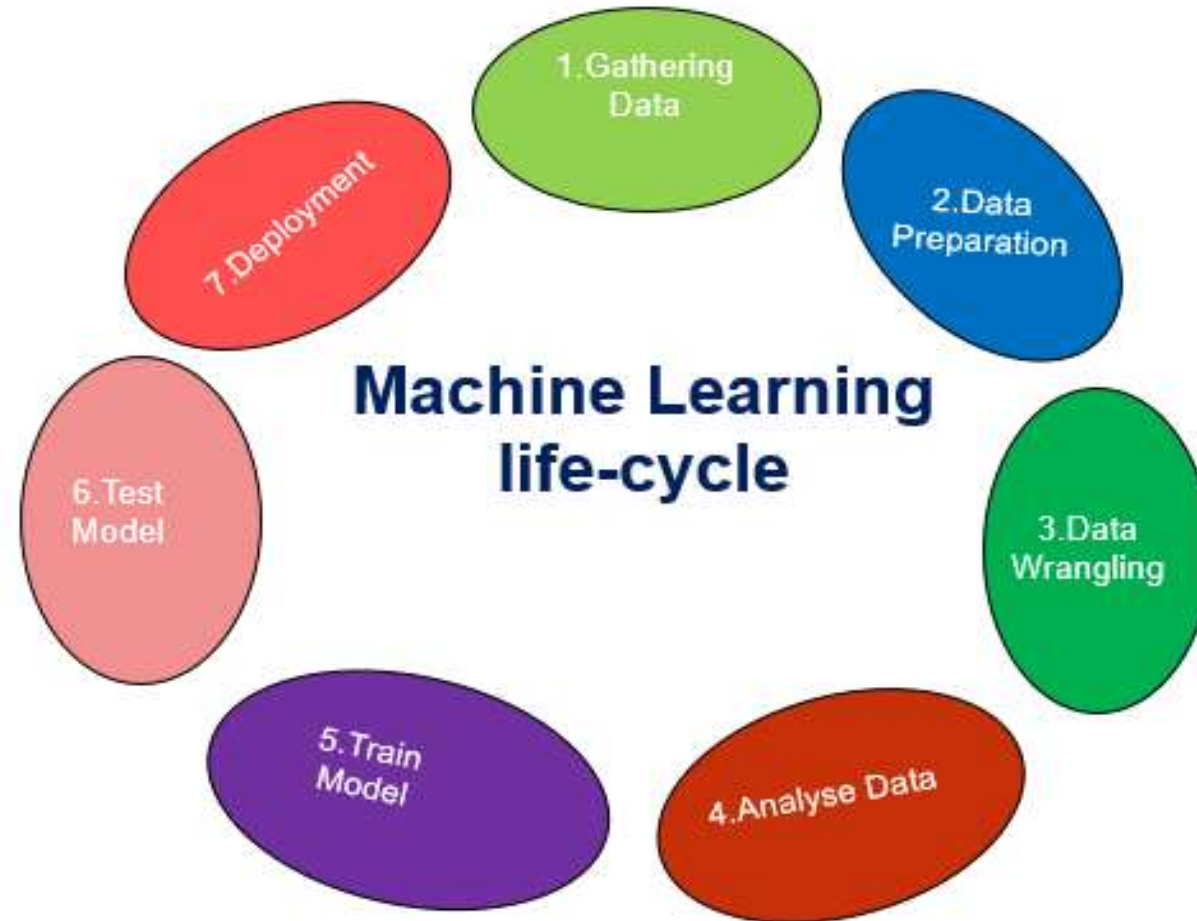 1.Gathering
Data
2.Data
Preparation
3.Data
Wrangling
4.Analyse Data
5.Train
Model
6.Test
Model
7.Deployment
Machine Learning
life-cycle